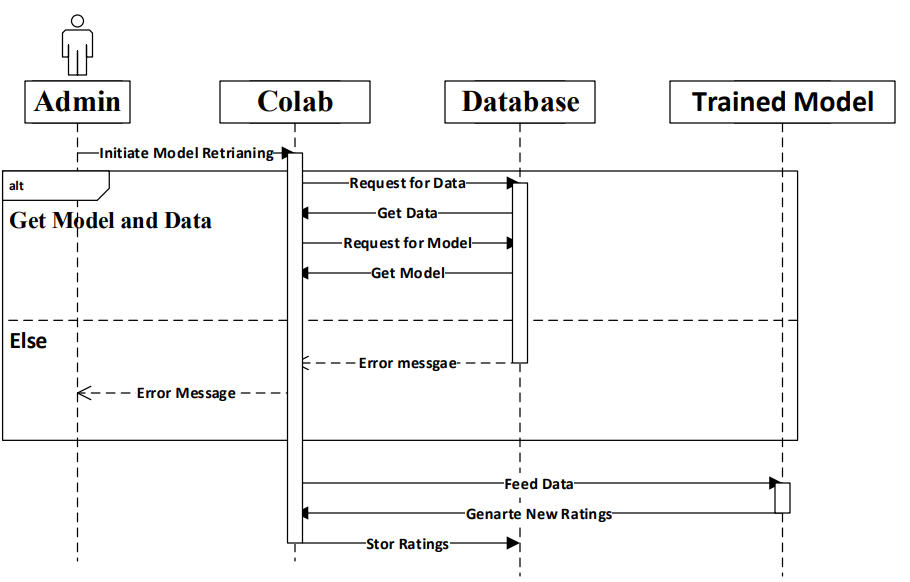 Admin
Colab
Database
Trained Model
Initiate Model Retrianing
alt
Request for Data
Get Model and Data
Get Data
Request for Model
Get Model
Else
Error messgae
Error Message
Feed Data
Genarte New Ratings
Stor Ratings